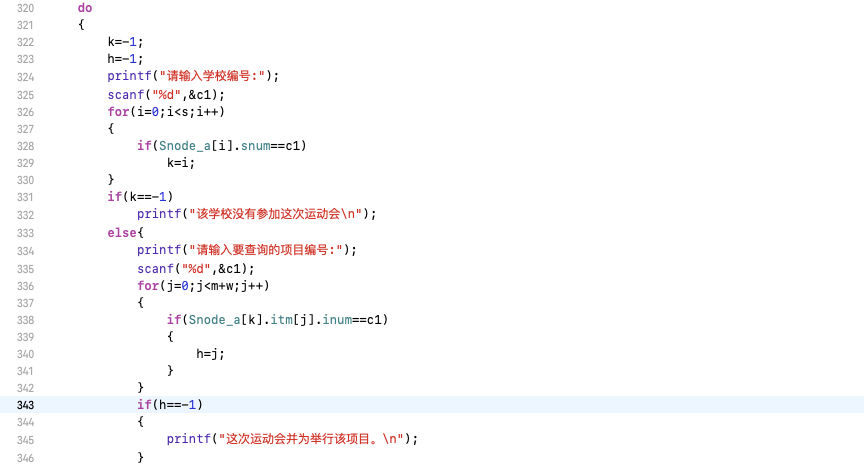 320 do
321 {
322 k=-1;
323 h=-1;
324 printf("请输入学校编号:");
325 scanf("%d",&c1);
326 for(i=0;i<s;i++)
327 {
328 if(Snode_a[i].snum==c1)
329 k=i;
330 }
331 if(k==-1)
332 printf("该学校没有参加这次运动会\n");
333 else{
334 printf("请输入要查询的项目编号:");
335 scanf("%d",&c1);
336 for(j=0;j<m+w;j++)
337 {
338 if(Snode_a[k].itm[j].inum==c1)
339 {
340 h=j;
341 }
342 }
343 if(h==-1)
344 {
345 printf("这次运动会并为举行该项目。\n");
346 }